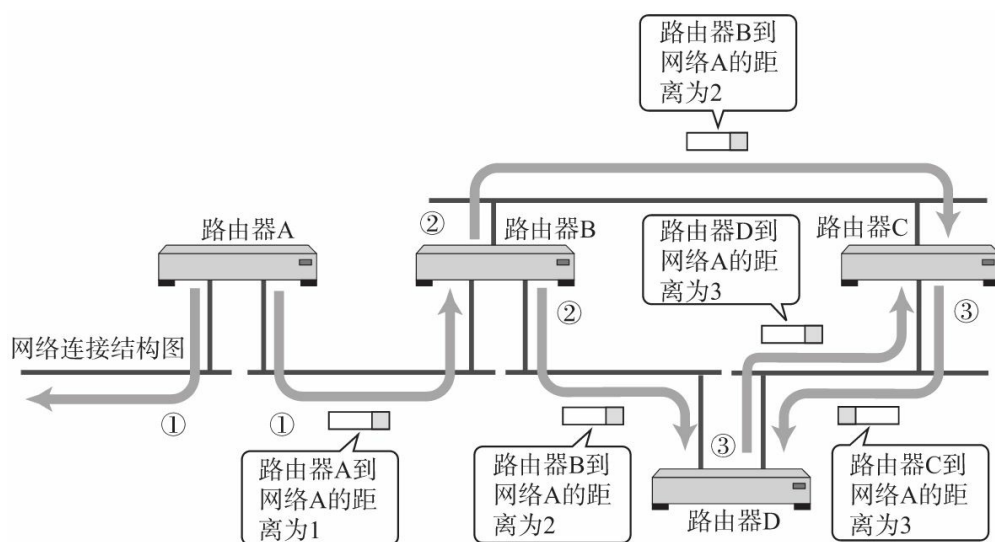 路由器B到
网络A的距
离为2
②
路由器A
路由器B
路由器D到
网络A的距
离为3
路由器C
②
③
网络连接结构图
①
①
③
路由器A到
网络A的距
离为1
路由器B到
网络A的距
离为2
路由器D
路由器C到
网络A的距
离为3